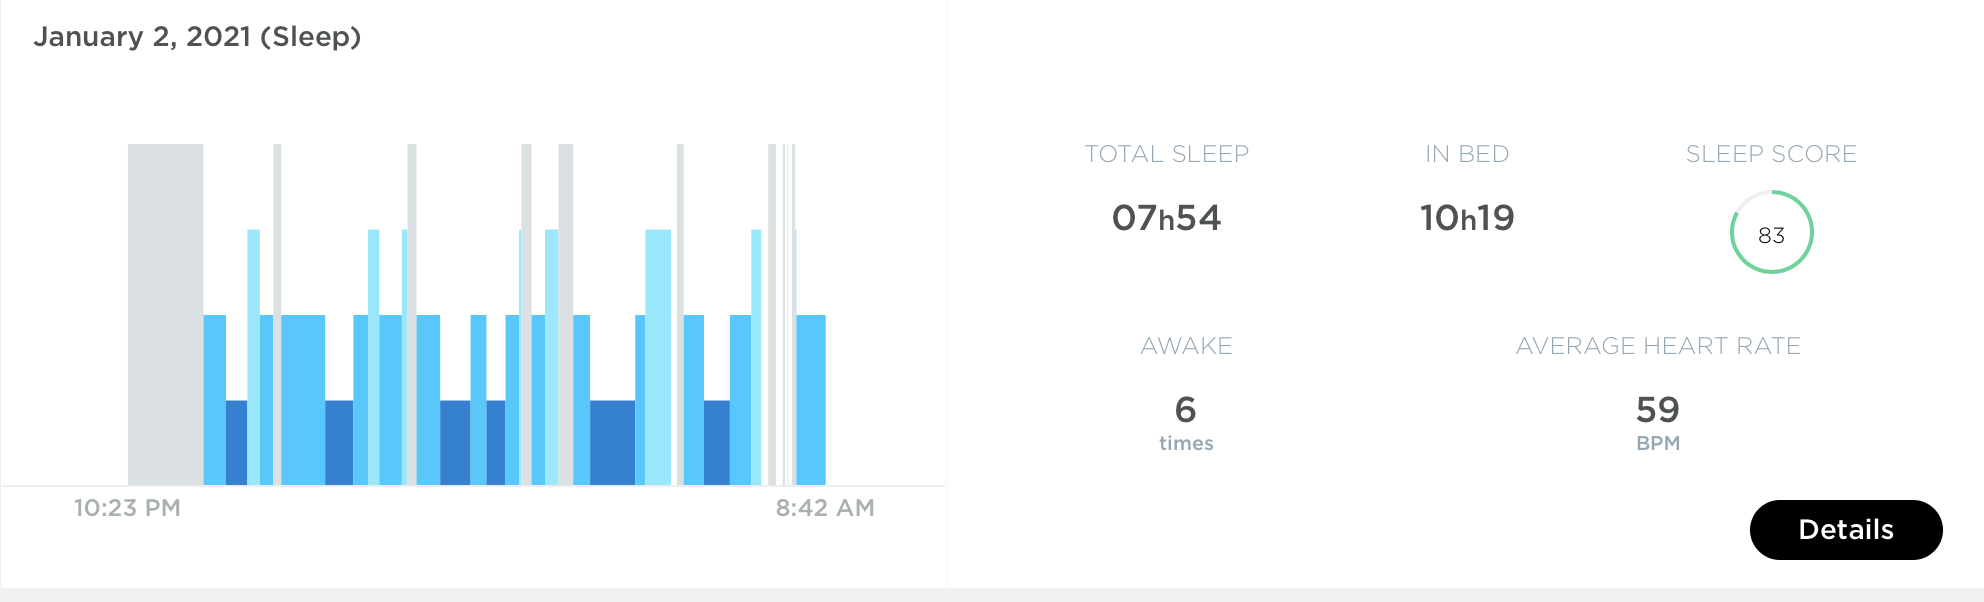 January 2, 2021 (Sleep)
10:23 PM
8:42 AM
TOTAL SLEEP
07h54
IN BED
10h19
SLEEP SCORE
83
AWAKE
6
times
AVERAGE HEART RATE
59
BPM
Details